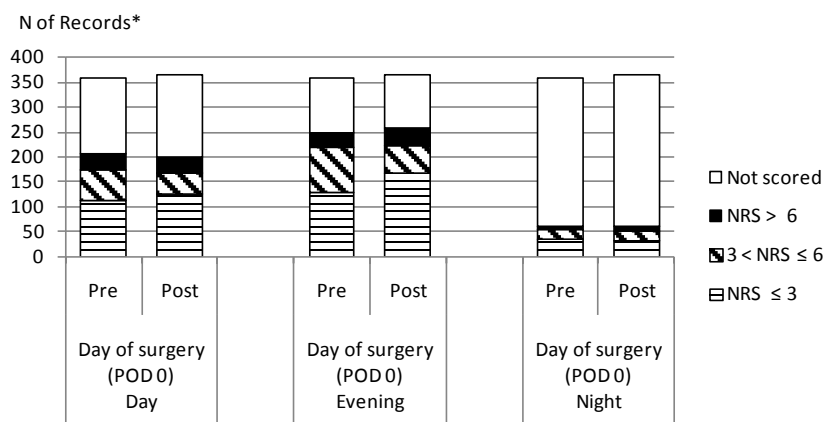 N of Records*
400
350
300
250
200
150
100
50
0
Not scored
NRS > 6
3 < NRS ≤ 6
NRS ≤ 3
Pre Post Pre Post Pre Post
Day of surgery Day of surgery Day of surgery
(POD 0) (POD 0) (POD 0)
Day Evening Night